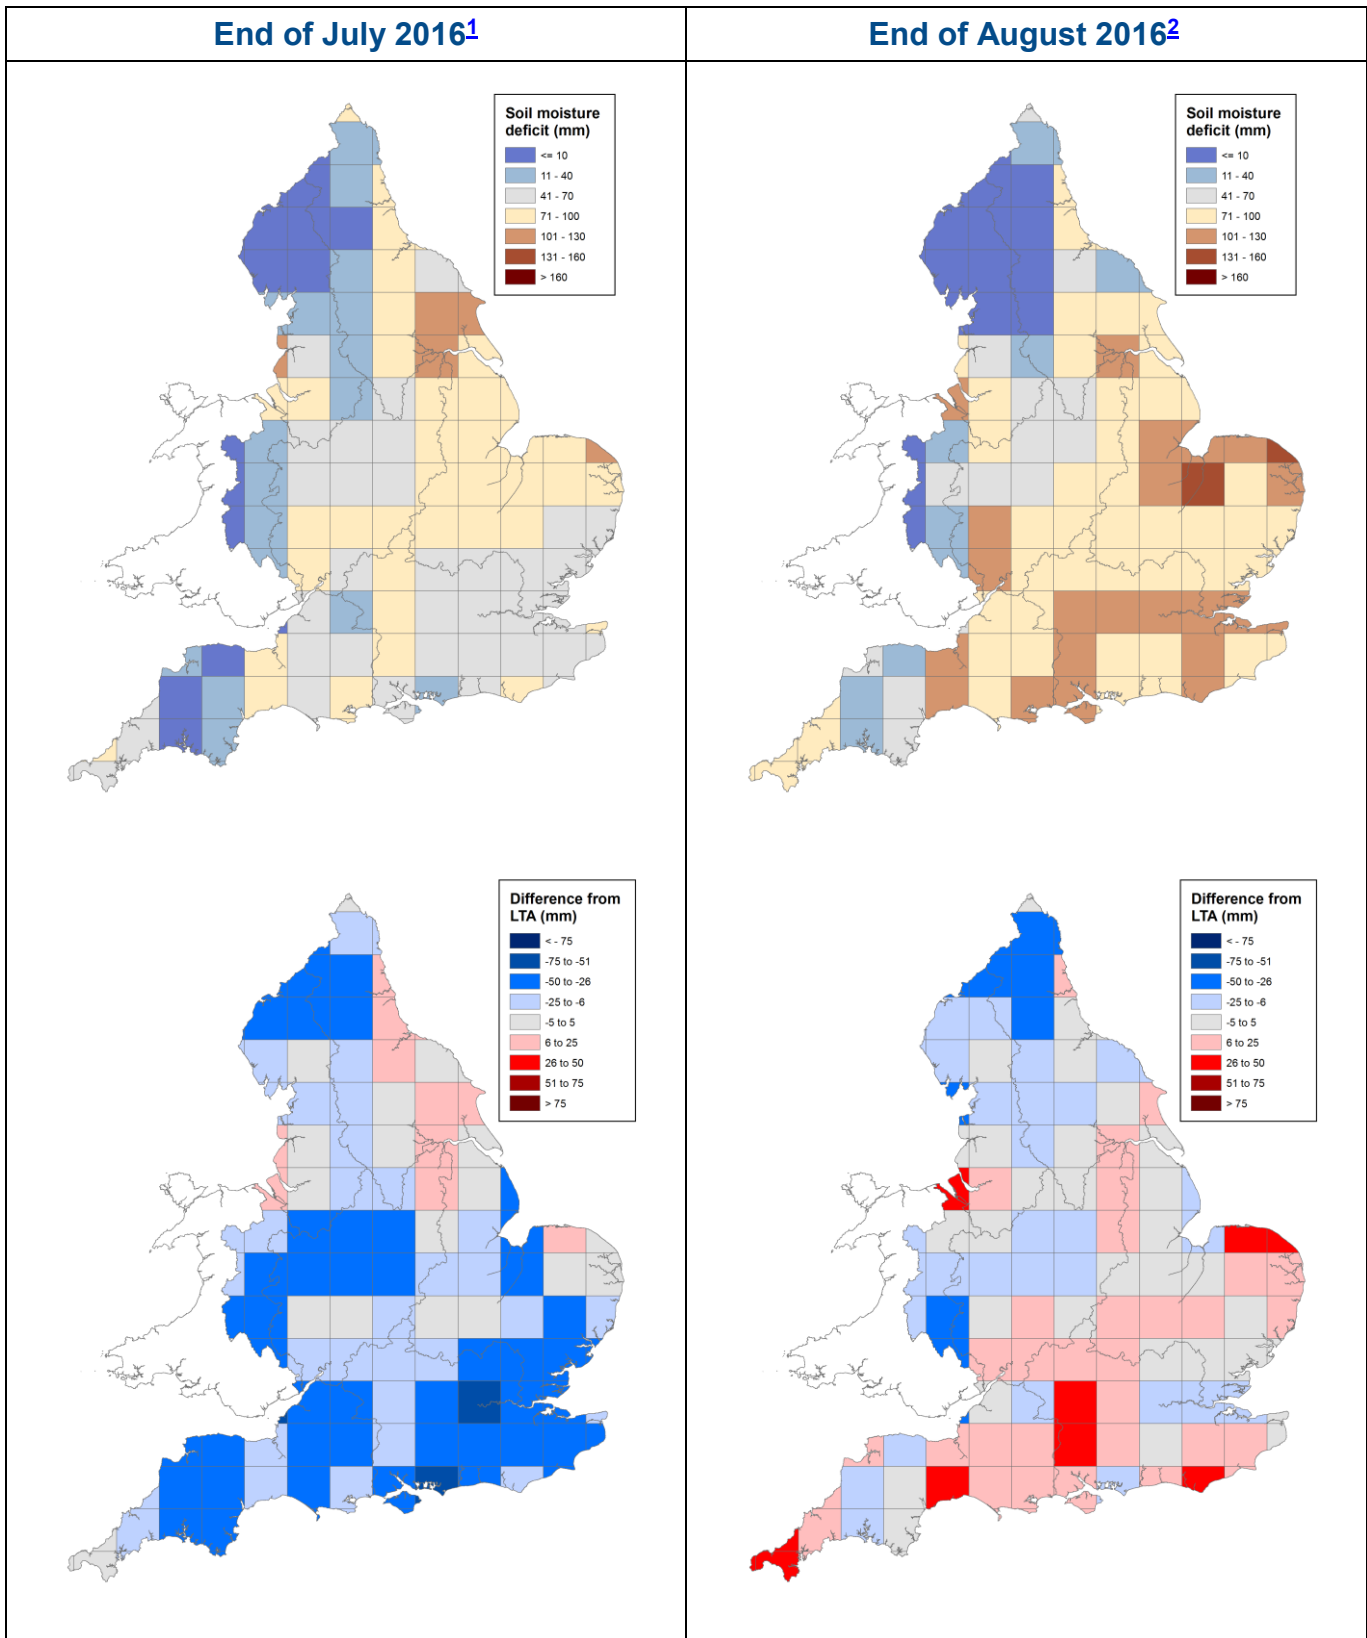 End of July 20161
End of August 20162
Soil moisture
deficit (mm)
<= 10
11 - 40
41 - 70
71 - 100
101 - 130
131 - 160
> 160
Soil moisture
deficit (mm)
<= 10
11 - 40
41 - 70
71 - 100
101 - 130
131 - 160
> 160
Difference from
LTA (mm)
< - 75
-75 to -51
-50 to -26
-25 to -6
-5 to 5
6 to 25
26 to 50
51 to 75
> 75
Difference from
LTA (mm)
< - 75
-75 to -51
-50 to -26
-25 to -6
-5 to 5
6 to 25
26 to 50
51 to 75
> 75